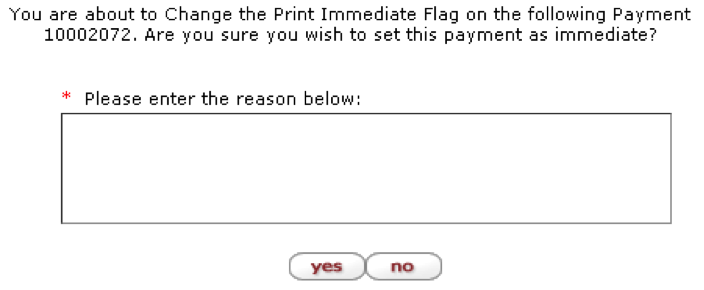 You are about to Change the Print Immediate Flag on the following Payment
10002072. Are you sure you wish to set this payment as immediate?
* Please enter the reason below:
yes no